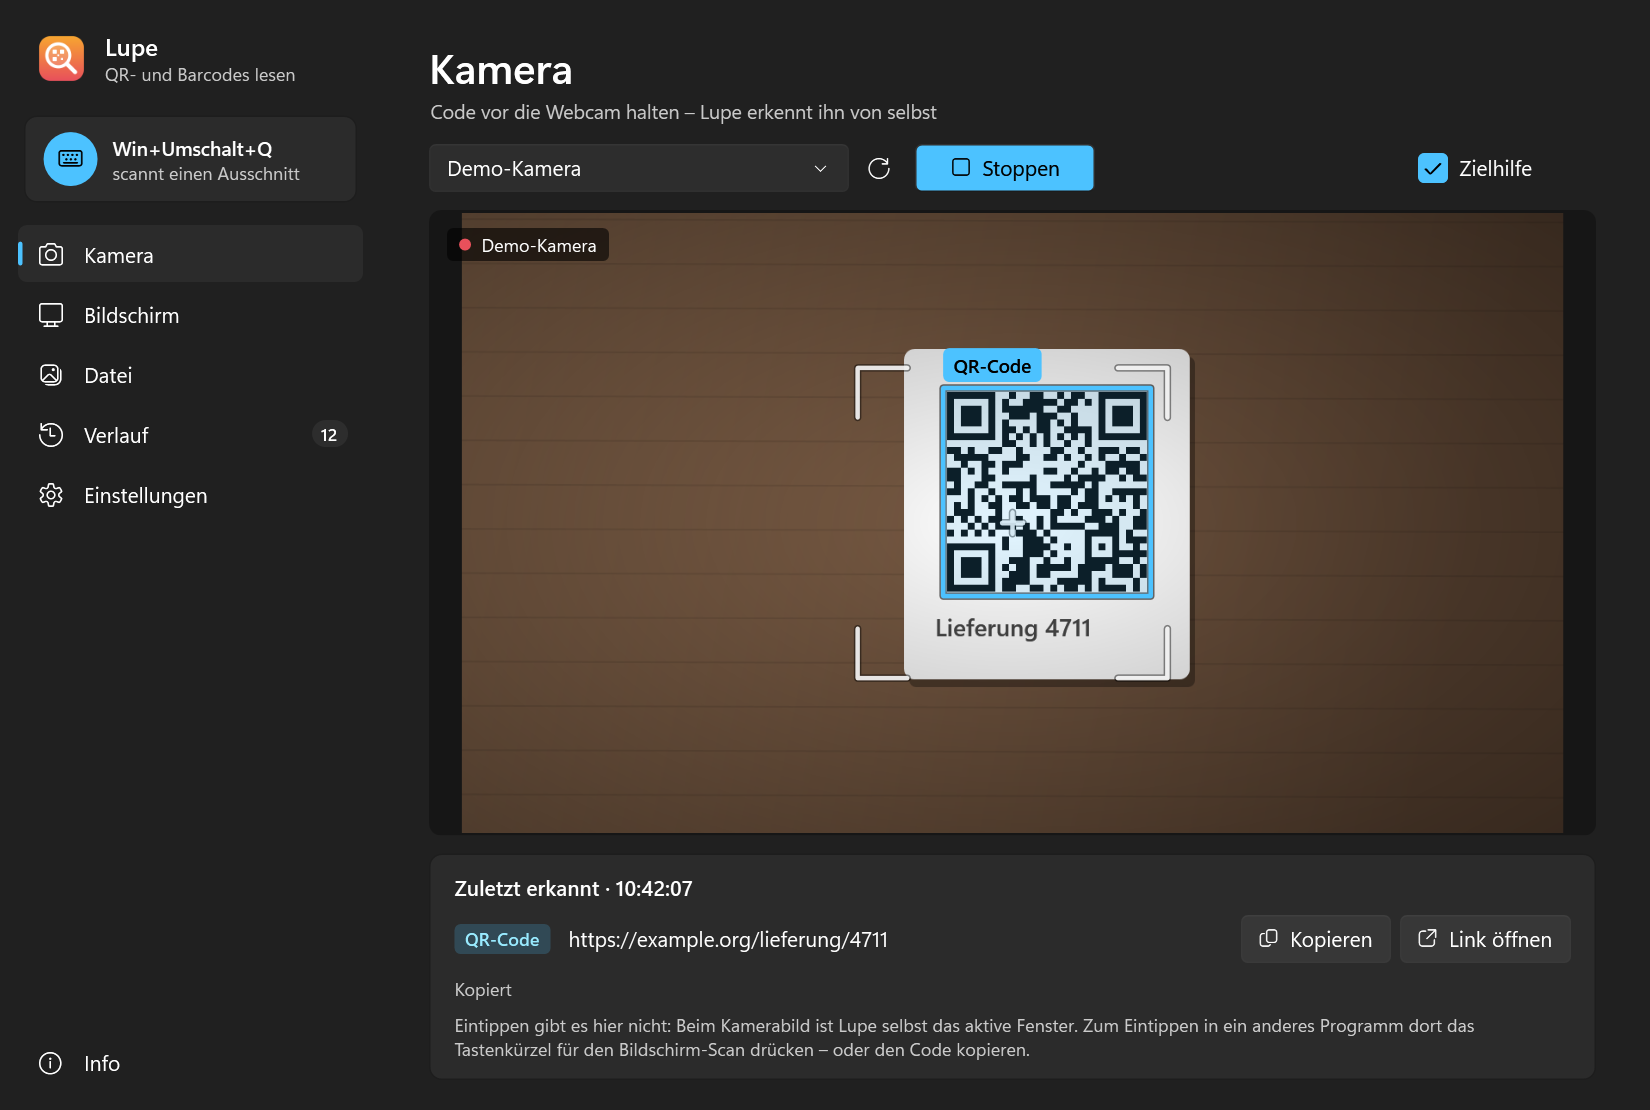 Lupe
QR- und Barcodes lesen
Win+Umschalt+Q
scannt einen Ausschnitt
Kamera
Bildschirm
Datei
Verlauf
12
Einstellungen
Info
Kamera
Code vor die Webcam halten – Lupe erkennt ihn von selbst
Demo-Kamera
Stoppen
Zielhilfe
Demo-Kamera
QR-Code
Lieferung 4711
Zuletzt erkannt · 10:42:07
QR-Code
https://example.org/lieferung/4711
Kopieren
Link öffnen
Kopiert
Eintippen gibt es hier nicht: Beim Kamerabild ist Lupe selbst das aktive Fenster. Zum Eintippen in ein anderes Programm dort das
Tastenkürzel für den Bildschirm-Scan drücken – oder den Code kopieren.